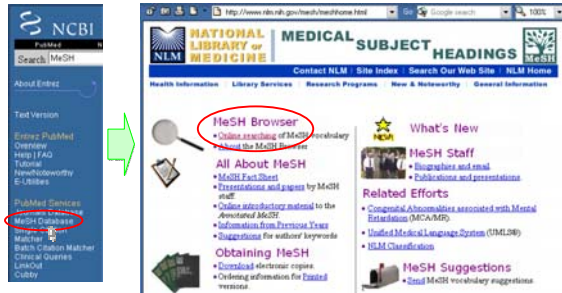 NCBI
PubMed N
Search MeSH
About Entrez
Text Version
Entrez PubMed
Overview
Help | FAQ
Tutorial
New/Noteworthy
E-Utilities
PubMed Services
MeSH Database
Matcher
Batch Citation Matcher
Clinical Queries
LinkOut
Cubby
http://www.nlm.nih.gov/mesh/meshhome.html Go Google search 100%
NLM
NATIONAL
LIBRARY OF
MEDICINE
MEDICAL
SUBJECT
HEADINGS
MeSH
Contact NLM | Site Index | Search Our Web Site | NLM Home
Health Information Library Services Research Programs New & Noteworthy General Information
MeSH Browser
• Online searching of MeSH vocabulary
• About the MeSH Browser
All About MeSH
• MeSH Fact Sheet
• Presentations and papers by MeSH
staff.
• Online introductory material to the
Annotated MeSH.
• Information from Previous Years
• Suggestions for authors' keywords
Obtaining MeSH
• Download electronic copies.
• Ordering information for Printed
versions.
NEW
What's New
MeSH Staff
• Biographies and email.
• Publications and presentations.
Related Efforts
• Congenital Abnormalities associated with Mental
Retardation (MCA/MR)
• Unified Medical Language System (UMLS®)
• NLM Classification
MeSH Suggestions
• Send MeSH vocabulary suggestions.